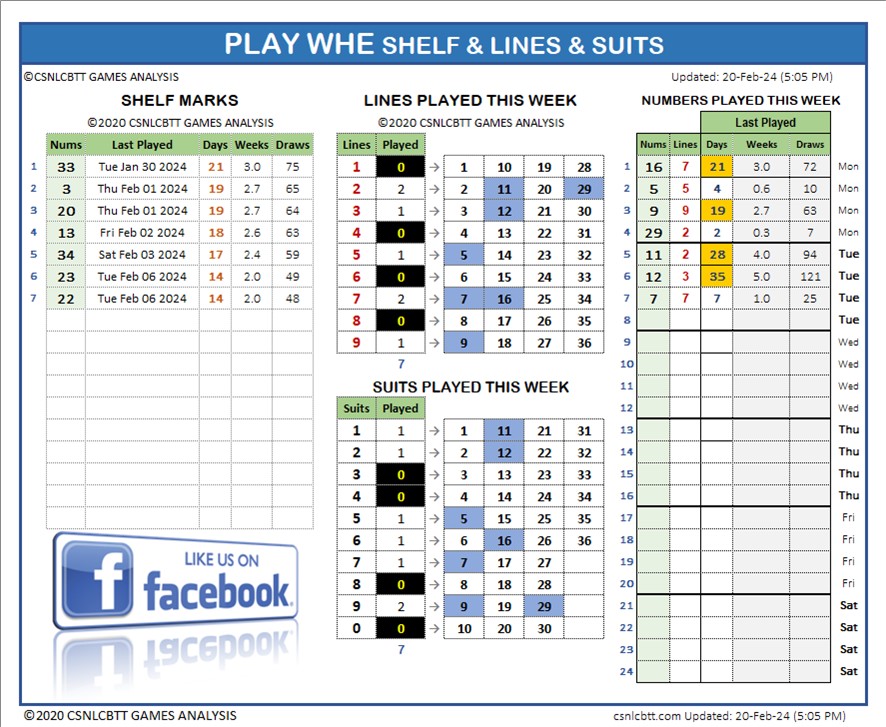 PLAY WHE SHELF & LINES & SUITS
©CSNLCBTT GAMES ANALYSIS
Updated: 20-Feb-24 (5:05 PM)
SHELF MARKS
©2020 CSNLCBTT GAMES ANALYSIS
Nums Last Played Days Weeks Draws
1 33 Tue Jan 30 2024 21 3.0 75
2 3 Thu Feb 01 2024 19 2.7 65
3 20 Thu Feb 01 2024 19 2.7 64
4 13 Fri Feb 02 2024 18 2.6 63
5 34 Sat Feb 03 2024 17 2.4 59
6 23 Tue Feb 06 2024 14 2.0 49
7 22 Tue Feb 06 2024 14 2.0 48
LIKE US ON
f facebook
LINES PLAYED THIS WEEK
©2020 CSNLCBTT GAMES ANALYSIS
Lines Played
1 0 → 1 10 19 28
2 2 → 2 11 20 29
3 1 → 3 12 21 30
4 0 → 4 13 22 31
5 1 → 5 14 23 32
6 0 → 6 15 24 33
7 2 → 7 16 25 34
8 0 → 8 17 26 35
9 1 → 9 18 27 36
7
SUITS PLAYED THIS WEEK
Suits Played
1 1 → 1 11 21 31
2 1 → 2 12 22 32
3 0 → 3 13 23 33
4 0 → 4 14 24 34
5 1 → 5 15 25 35
6 1 → 6 16 26 36
7 1 → 7 17 27
8 0 → 8 18 28
9 2 → 9 19 29
0 0 → 10 20 30
7
NUMBERS PLAYED THIS WEEK
Last Played
Nums Lines Days Weeks Draws
1 16 7 21 3.0 72 Mon
2 5 5 4 0.6 10 Mon
3 9 9 19 2.7 63 Mon
4 29 2 2 0.3 7 Mon
5 11 2 28 4.0 94 Tue
6 12 3 35 5.0 121 Tue
7 7 7 7 1.0 25 Tue
8 Tue
9 Wed
10 Wed
11 Wed
12 Wed
13 Thu
14 Thu
15 Thu
16 Thu
17 Fri
18 Fri
19 Fri
20 Fri
21 Sat
22 Sat
23 Sat
24 Sat
©2020 CSNLCBTT GAMES ANALYSIS
csnlcbtt.com Updated: 20-Feb-24 (5:05 PM)